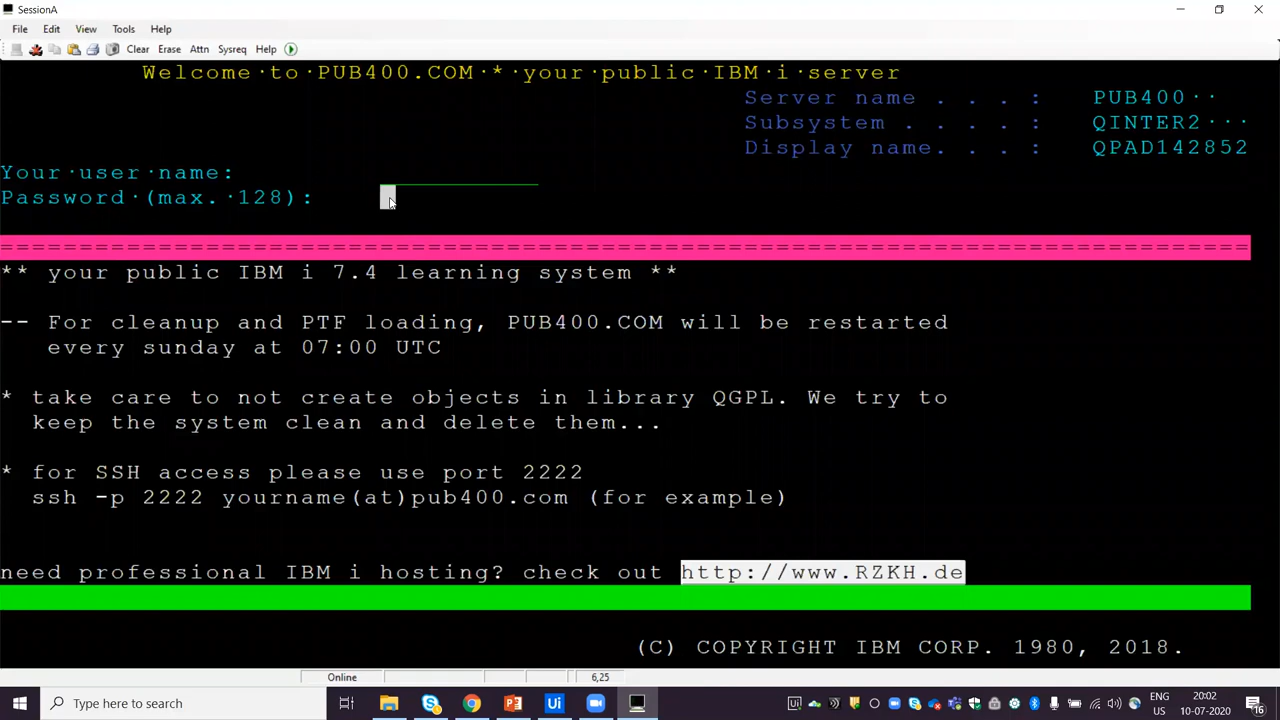 SessionA
File Edit View Tools Help
Clear Erase Attn Sysreq Help
Welcome·to·PUB400.COM·*·your·public·IBM·i·server
Server name . . . : PUB400··
Subsystem . . . . : QINTER2···
Display name. . . : QPAD142852
Your·user·name:
Password·(max.·128):
================================================================================
** your public IBM i 7.4 learning system **
-- For cleanup and PTF loading, PUB400.COM will be restarted
every sunday at 07:00 UTC
* take care to not create objects in library QGPL. We try to
keep the system clean and delete them...
* for SSH access please use port 2222
ssh -p 2222 yourname(at)pub400.com (for example)
need professional IBM i hosting? check out http://www.RZKH.de
(C) COPYRIGHT IBM CORP. 1980, 2018.
Online 6,25
Type here to search
ENG 20:02
IN 10-07-2020 16